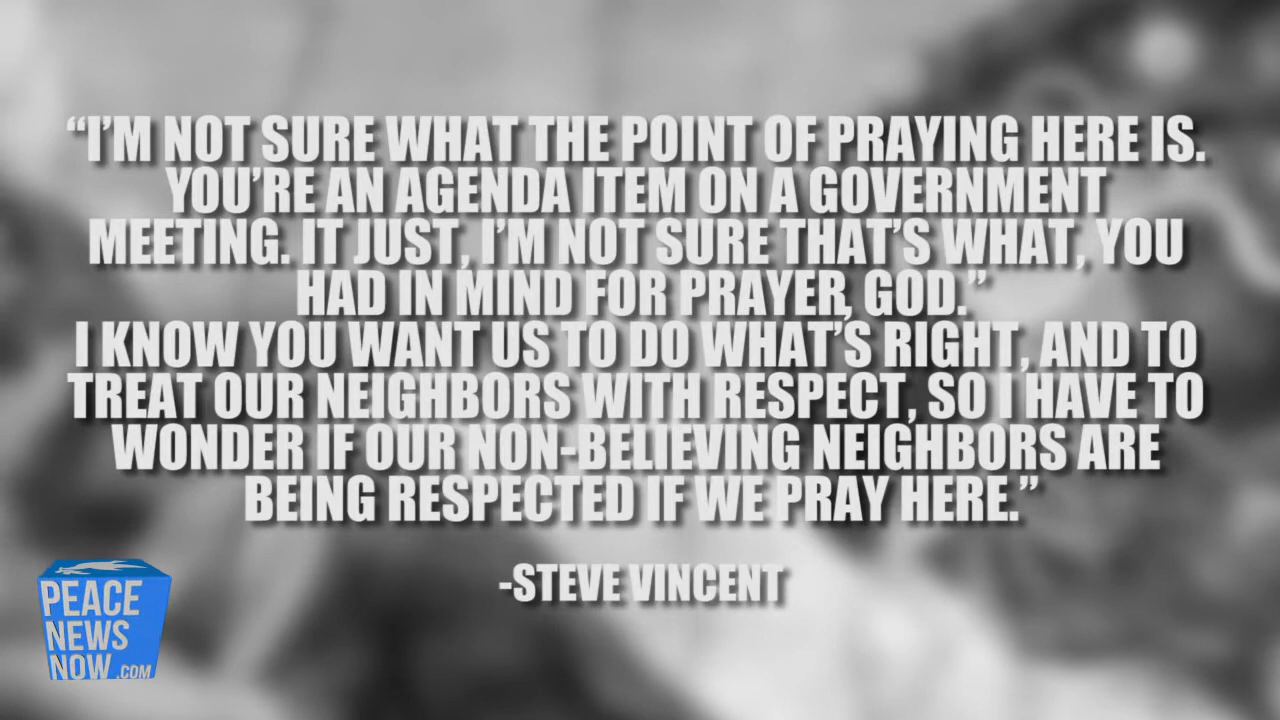 “I’M NOT SURE WHAT THE POINT OF PRAYING HERE IS.
YOU’RE AN AGENDA ITEM ON A GOVERNMENT
MEETING. IT JUST, I’M NOT SURE THAT’S WHAT, YOU
HAD IN MIND FOR PRAYER, GOD.”
I KNOW YOU WANT US TO DO WHAT’S RIGHT, AND TO
TREAT OUR NEIGHBORS WITH RESPECT, SO I HAVE TO
WONDER IF OUR NON-BELIEVING NEIGHBORS ARE
BEING RESPECTED IF WE PRAY HERE.”
-STEVE VINCENT
PEACE
NEWS
NOW.COM